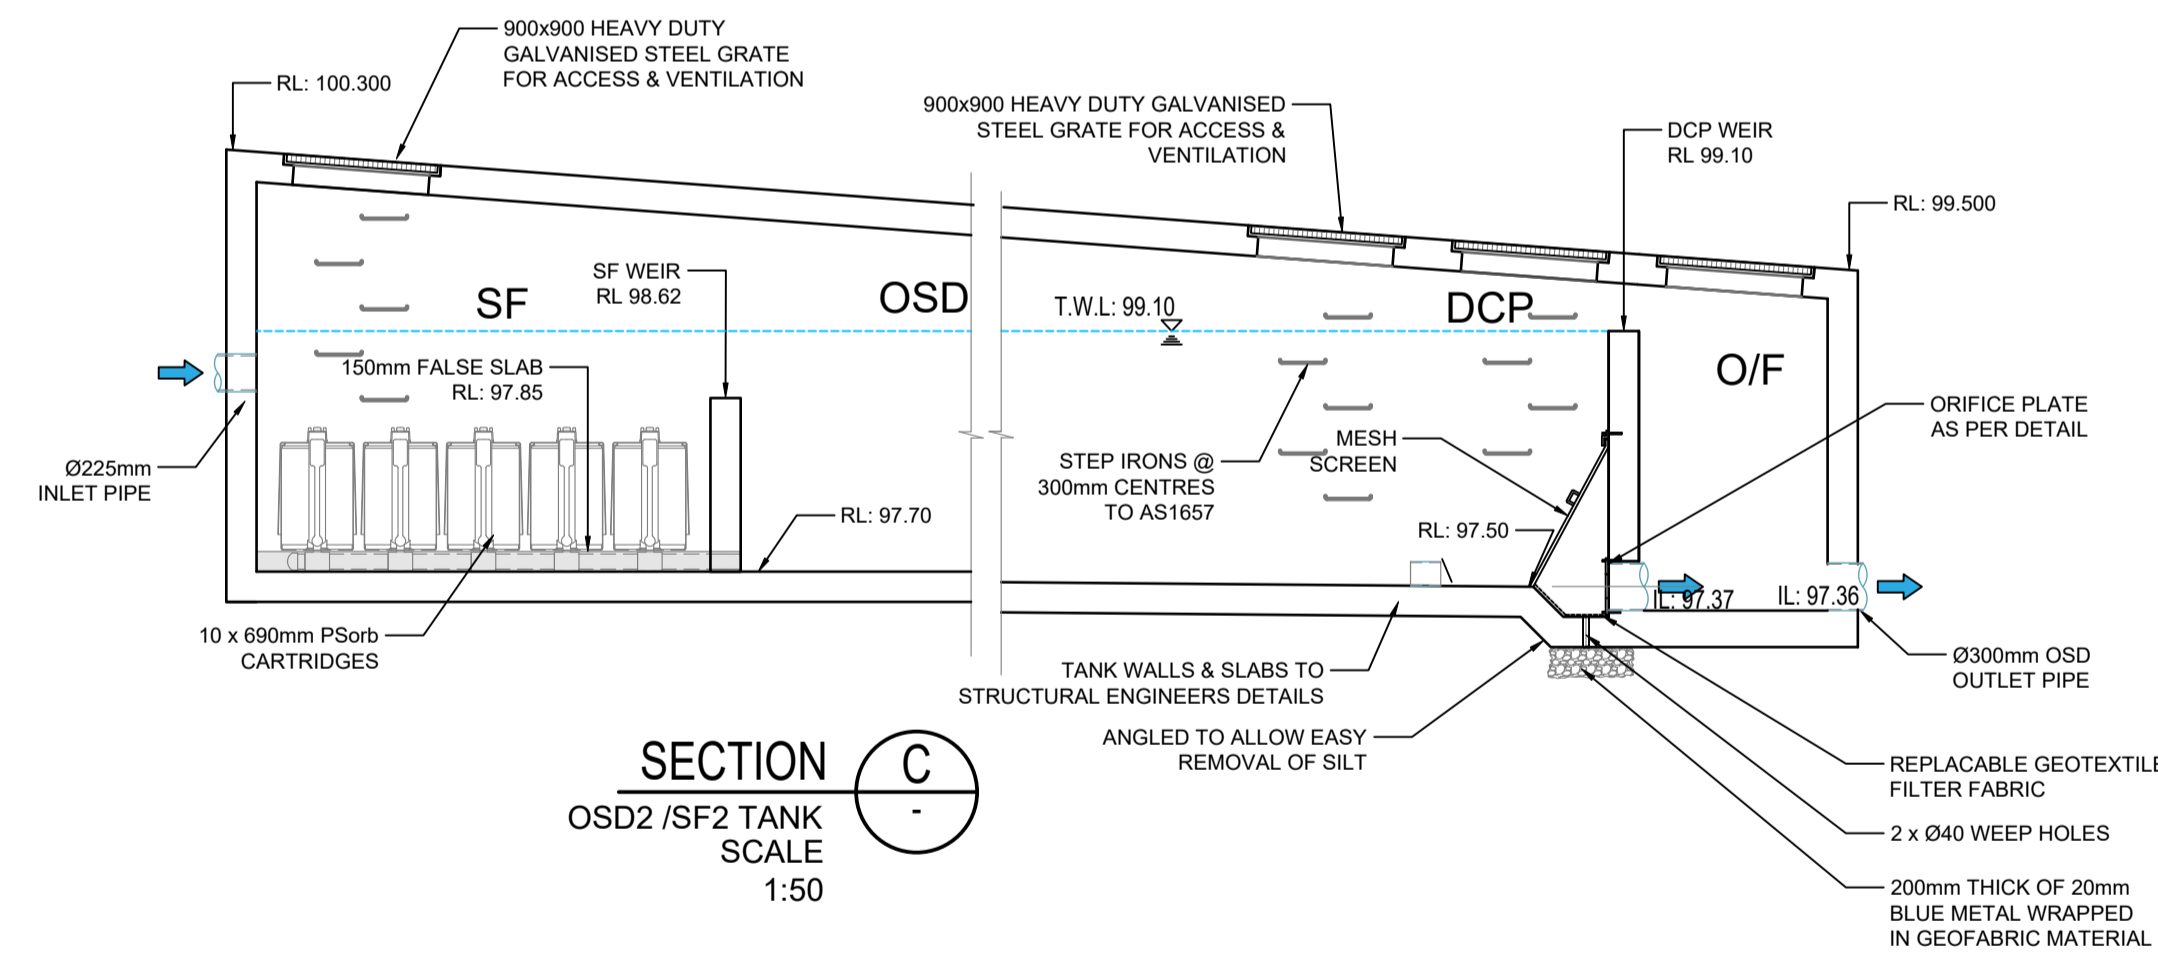 900x900 HEAVY DUTY
GALVANISED STEEL GRATE
FOR ACCESS & VENTILATION
RL: 100.300
900x900 HEAVY DUTY GALVANISED
STEEL GRATE FOR ACCESS &
VENTILATION
DCP WEIR
RL 99.10
RL: 99.500
SF WEIR
RL 98.62
SF
OSD
T.W.L: 99.10
DCP
O/F
150mm FALSE SLAB
RL: 97.85
ORIFICE PLATE
AS PER DETAIL
MESH
SCREEN
STEP IRONS @
300mm CENTRES
TO AS1657
Ø225mm
INLET PIPE
RL: 97.70
RL: 97.50
IL: 97.37
IL: 97.36
10 x 690mm PSorb
CARTRIDGES
TANK WALLS & SLABS TO
STRUCTURAL ENGINEERS DETAILS
Ø300mm OSD
OUTLET PIPE
ANGLED TO ALLOW EASY
REMOVAL OF SILT
SECTION
C
-
OSD2 /SF2 TANK
SCALE
1:50
REPLACABLE GEOTEXTILE
FILTER FABRIC
2 x Ø40 WEEP HOLES
200mm THICK OF 20mm
BLUE METAL WRAPPED
IN GEOFABRIC MATERIAL